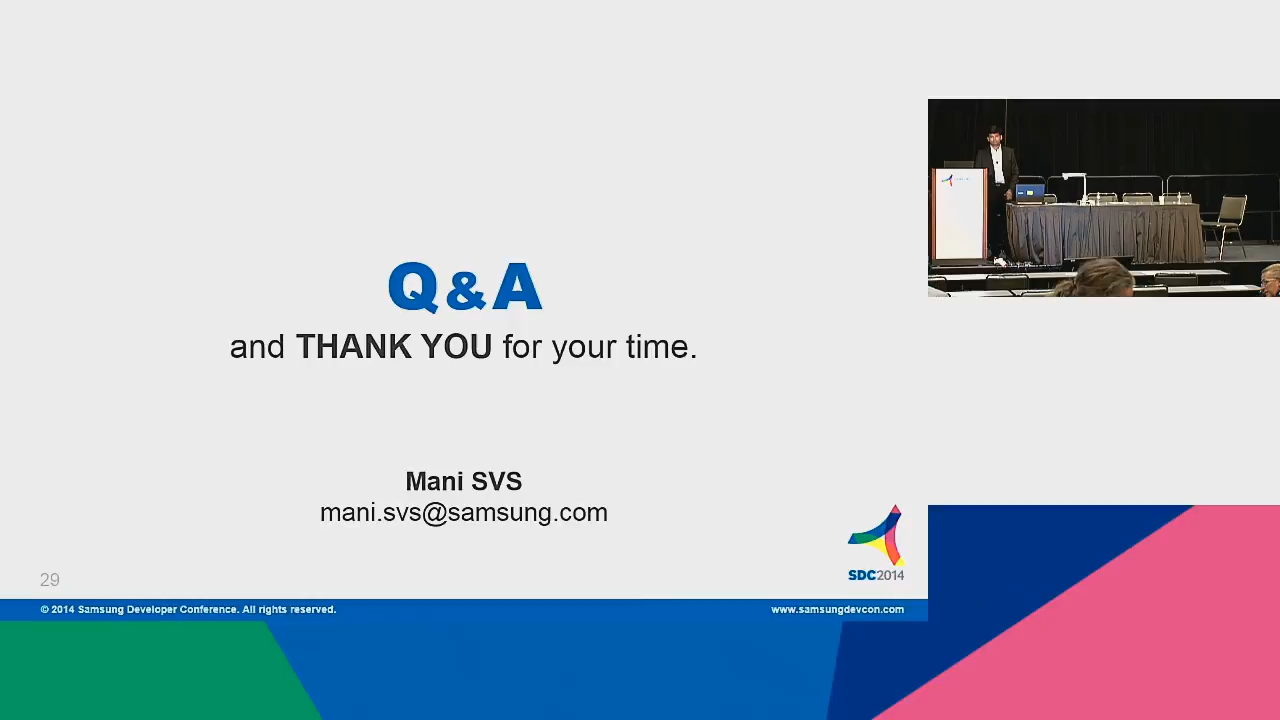 Q & A
and THANK YOU for your time.
Mani SVS
mani.svs@samsung.com
SDC2014
29
© 2014 Samsung Developer Conference. All rights reserved.
www.samsungdevcon.com